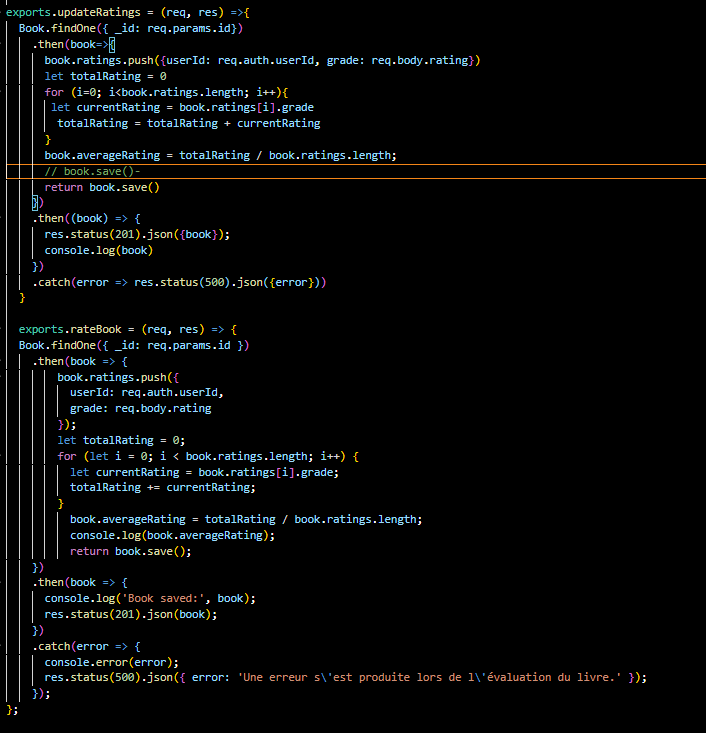 exports.updateRatings = (req, res) =>{
Book.findOne({ _id: req.params.id})
.then(book=>{
book.ratings.push({userId: req.auth.userId, grade: req.body.rating})
let totalRating = 0
for (i=0; i<book.ratings.length; i++){
let currentRating = book.ratings[i].grade
totalRating = totalRating + currentRating
}
book.averageRating = totalRating / book.ratings.length;
// book.save()-
return book.save()
})
.then((book) => {
res.status(201).json({book});
console.log(book)
})
.catch(error => res.status(500).json({error}))
}
exports.rateBook = (req, res) => {
Book.findOne({ _id: req.params.id })
.then(book => {
book.ratings.push({
userId: req.auth.userId,
grade: req.body.rating
});
let totalRating = 0;
for (let i = 0; i < book.ratings.length; i++) {
let currentRating = book.ratings[i].grade;
totalRating += currentRating;
}
book.averageRating = totalRating / book.ratings.length;
console.log(book.averageRating);
return book.save();
})
.then(book => {
console.log('Book saved:', book);
res.status(201).json(book);
})
.catch(error => {
console.error(error);
res.status(500).json({ error: 'Une erreur s\'est produite lors de l\'évaluation du livre.' });
});
};